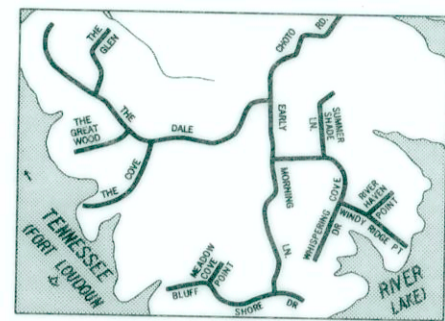 THE
GLEN
CHOTO RD.
THE
THE
GREAT
WOOD
DALE
EARLY
SUMMER
SHADE
LN.
THE COVE
MORNING
LN.
COVE
RIVER
HAVEN
POINT
WHISPERING
DR
WINDY RIDGE PT
TENNESSEE
(FORT LOUDOUN
MEADOW
COVE
POINT
BLUFF
SHORE
DR
RIVER
LAKE)